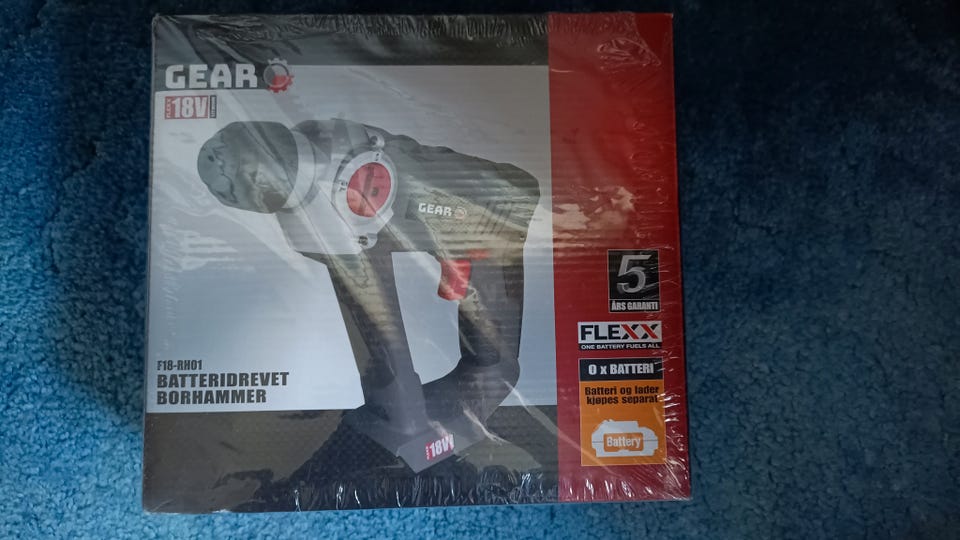 GEAR
FLEXX 18V
GEAR
5
ÅRS GARANTI
FLEXX
ONE BATTERY FUELS ALL
F18-RH01
BATTERIDREVET
BORHAMMER
0 x BATTERI
Batteri og lader
kjøpes separat
Battery
18V